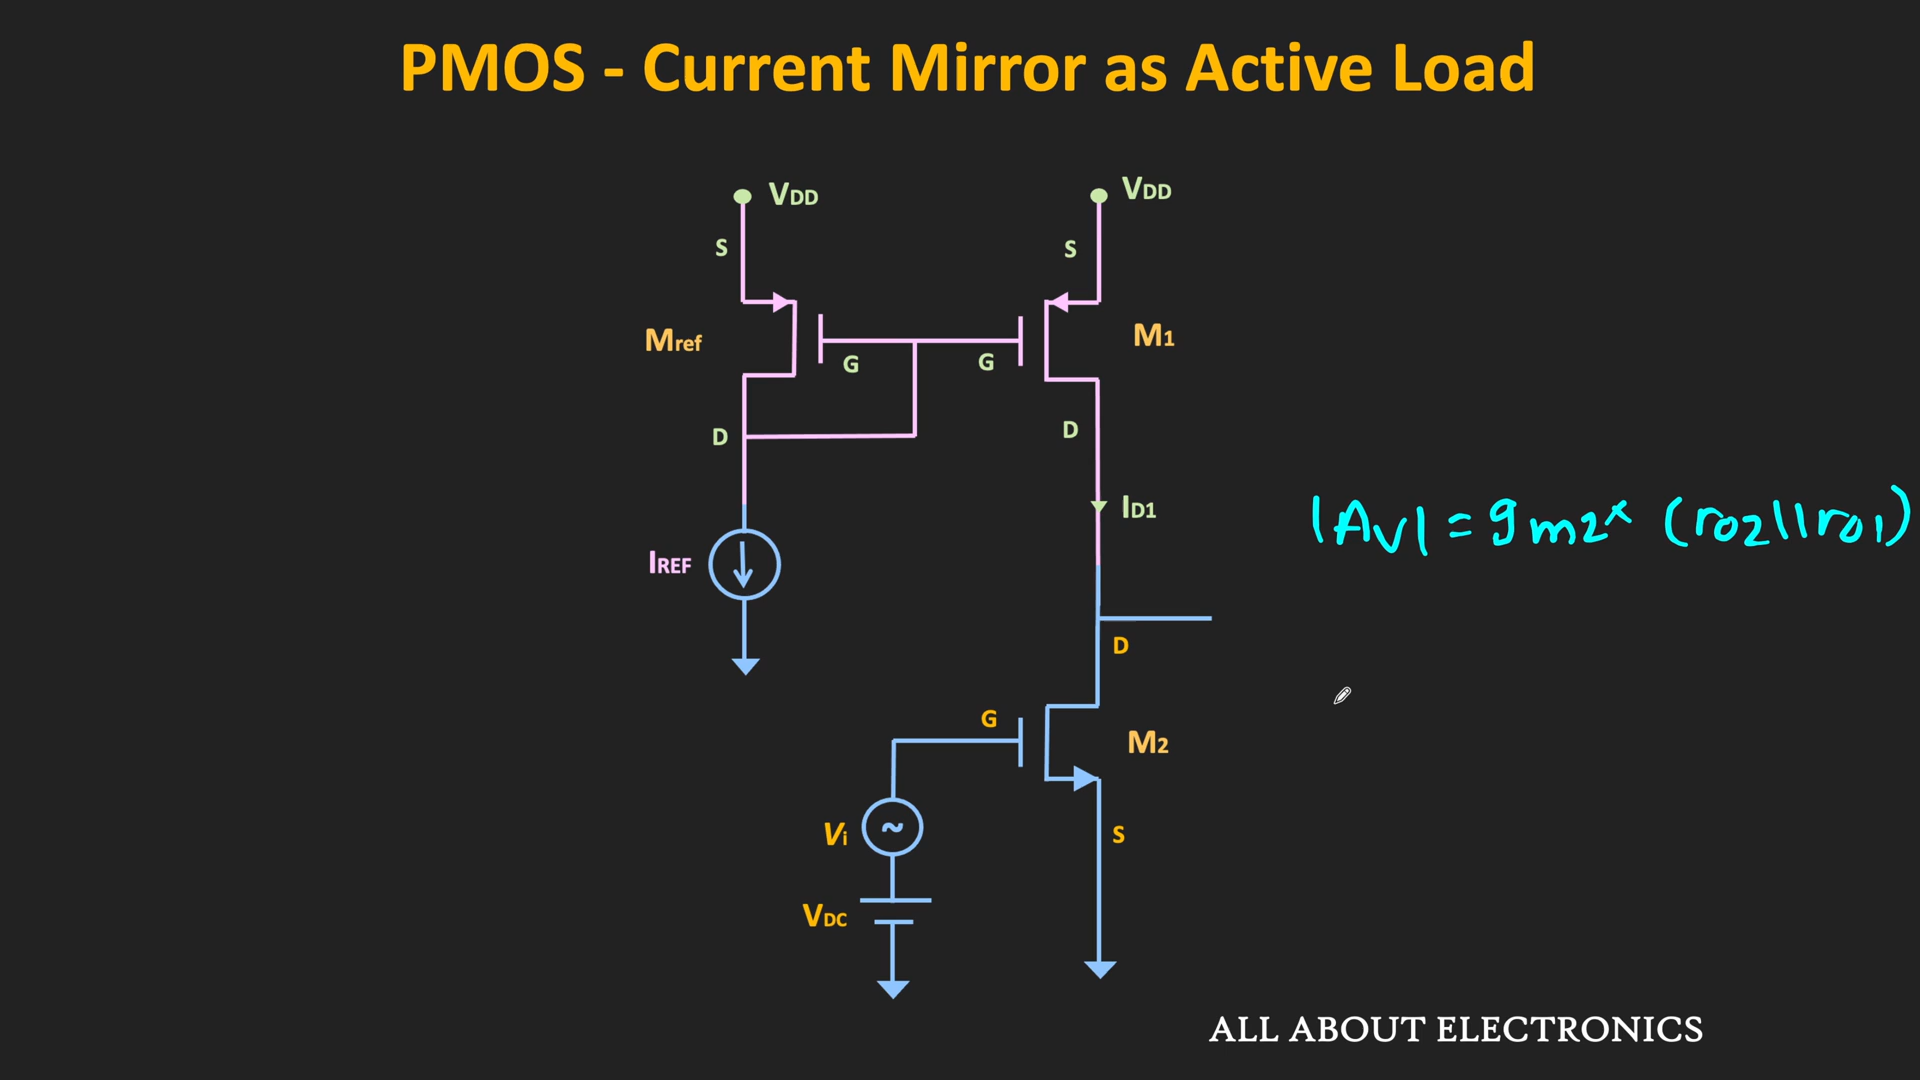 PMOS - Current Mirror as Active Load
VDD
VDD
S
S
Mref
M1
G
G
D
D
ID1
|Av| = gm2 x (ro2 || ro1)
IREF
D
G
M2
Vi
~
S
VDC
ALL ABOUT ELECTRONICS